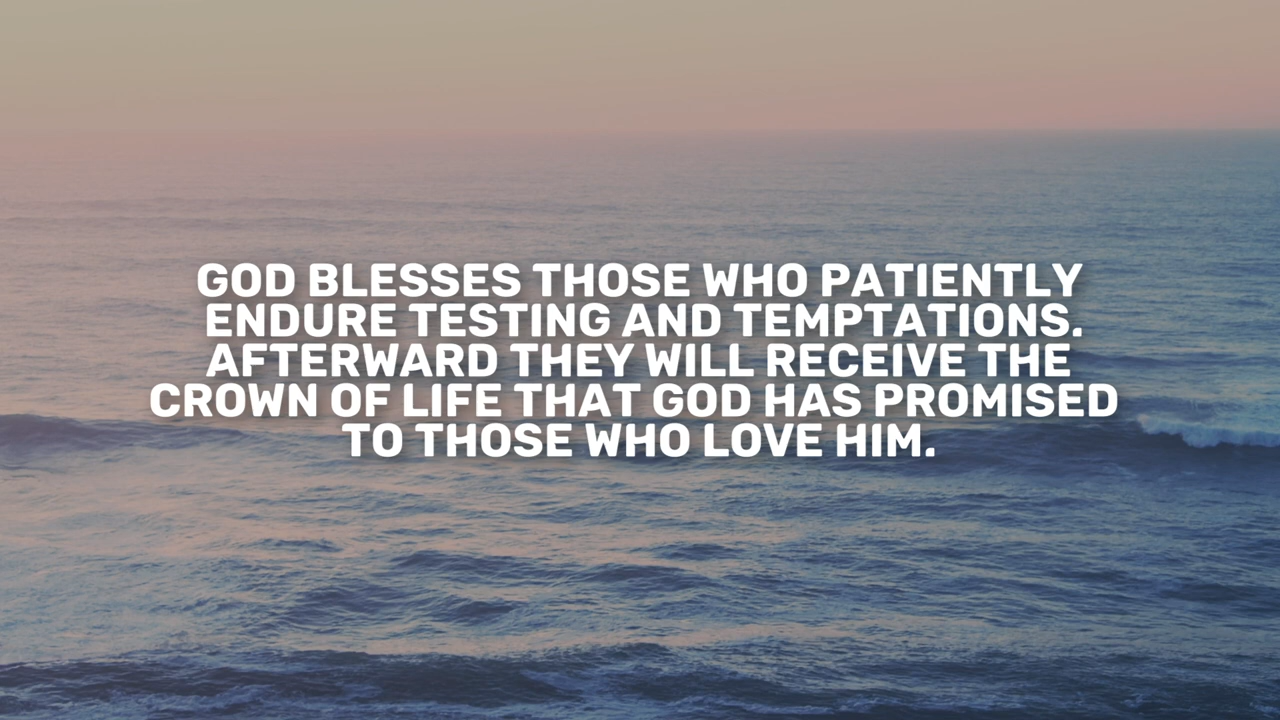 GOD BLESSES THOSE WHO PATIENTLY
ENDURE TESTING AND TEMPTATIONS.
AFTERWARD THEY WILL RECEIVE THE
CROWN OF LIFE THAT GOD HAS PROMISED
TO THOSE WHO LOVE HIM.